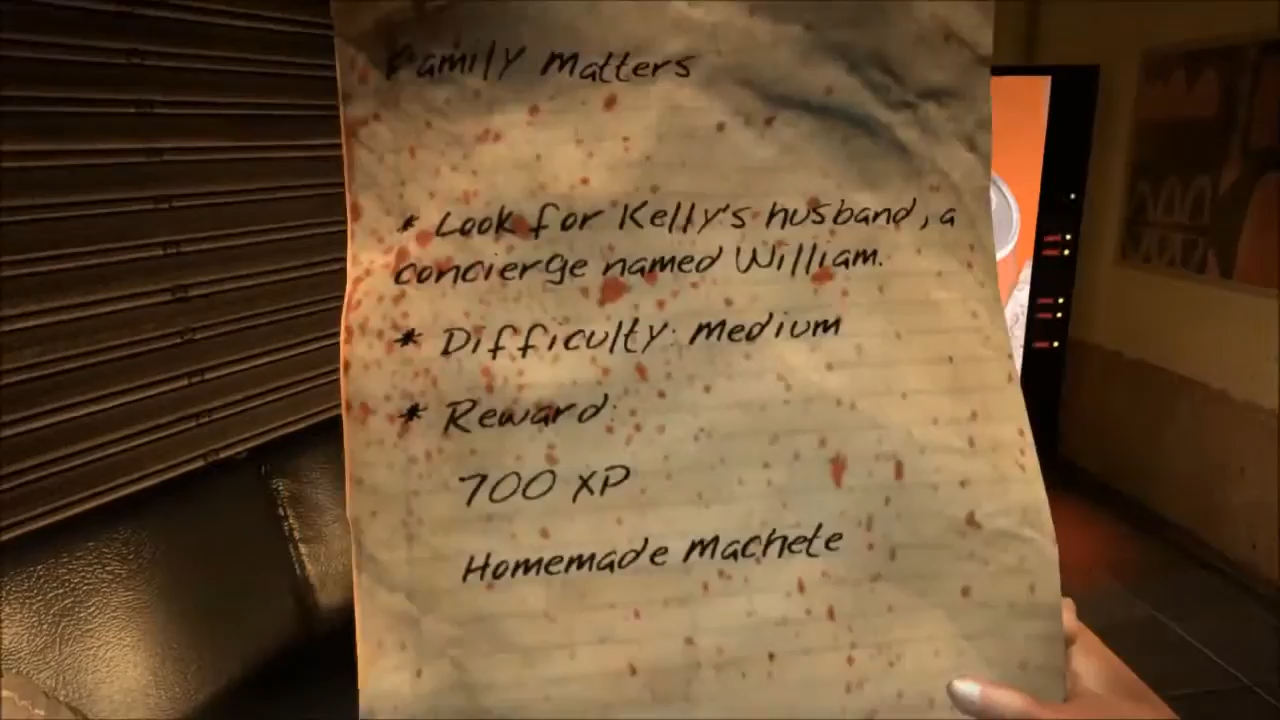 Family Matters
* Look for Kelly's husband, a
concierge named William.
* Difficulty: medium
* Reward:
700 XP
Homemade Machete